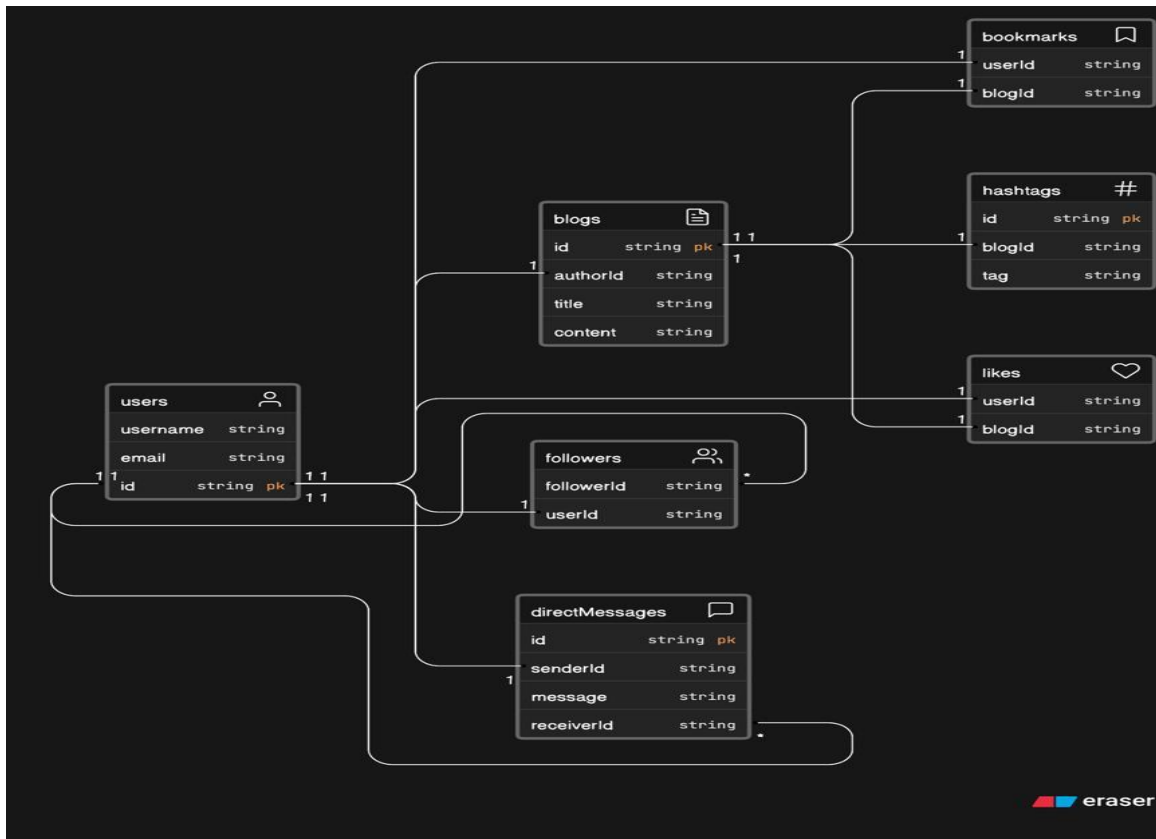 bookmarks
userId string
blogId string
hashtags #
id string pk
blogId string
tag string
blogs
id string pk
authorId string
title string
content string
likes
userId string
blogId string
users
username string
email string
id string pk
followers
followerId string
userId string
directMessages
id string pk
senderId string
message string
receiverId string
1
1
1 1
1
1
1
1
1
1 1
1 1
1 1
*
1
1
*
eraser